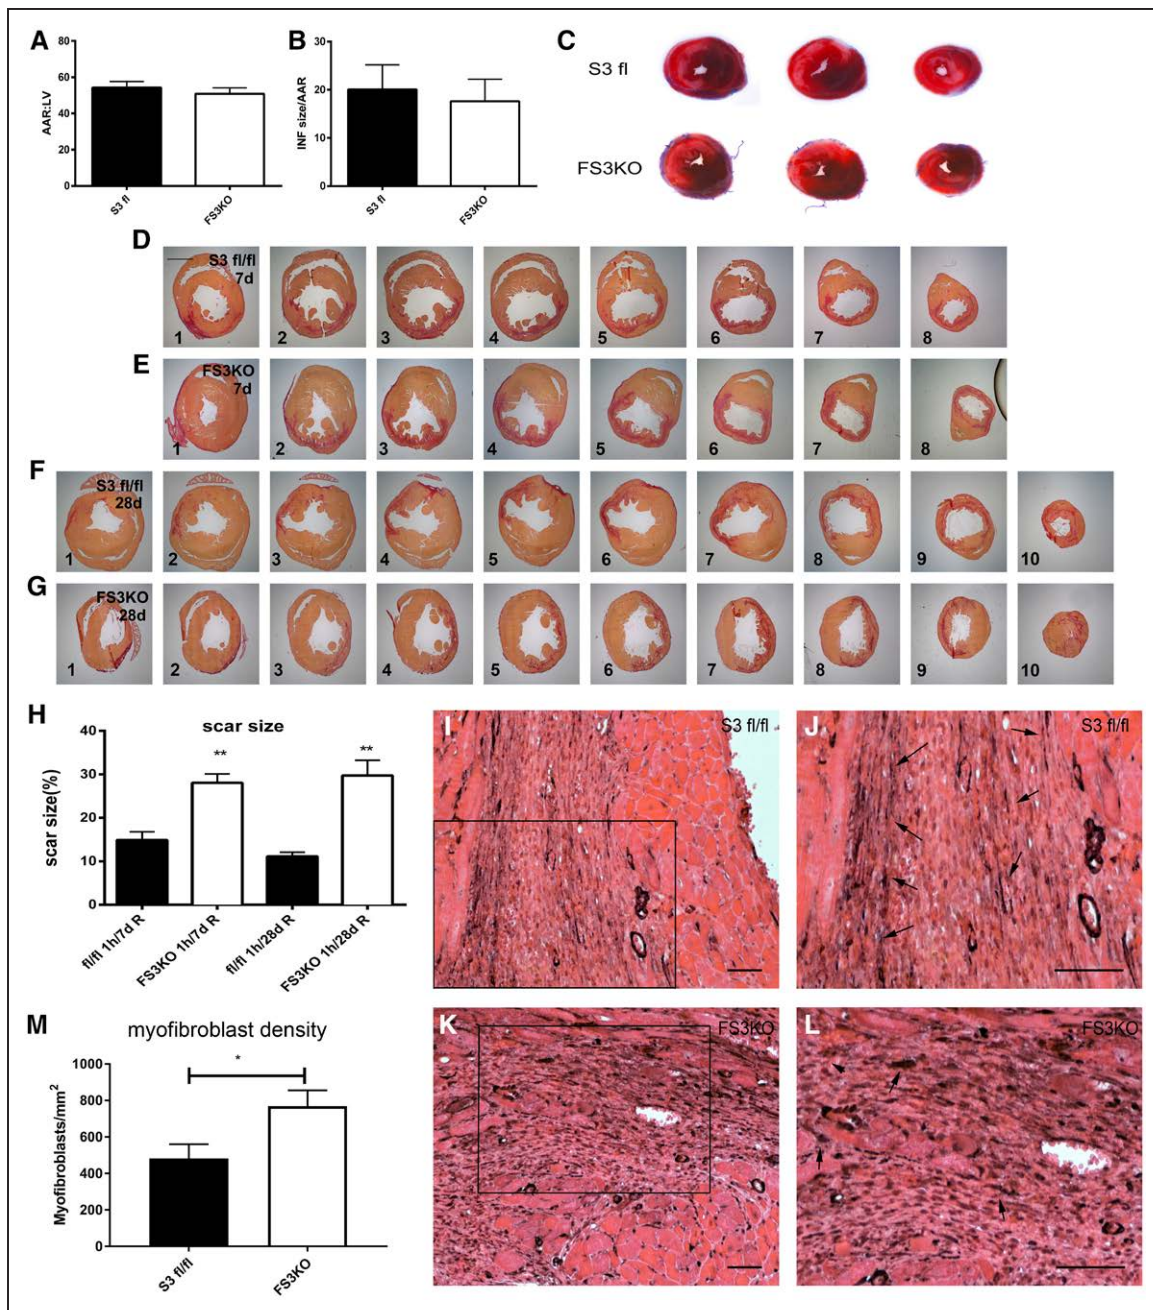 A
80
60
40
20
0
AAR:LV
S3 fl
FS3KO
B
30
20
10
0
INF size/AAR
S3 fl
FS3KO
C
S3 fl
FS3KO
D
S3 fl/fl
7d
1 2 3 4 5 6 7 8
E
FS3KO
7d
1 2 3 4 5 6 7 8
F
S3 fl/fl
28d
1 2 3 4 5 6 7 8 9 10
G
FS3KO
28d
1 2 3 4 5 6 7 8 9 10
H
scar size
40
30
20
10
0
scar size(%)
**
**
fl/fl 1h/7d R
FS3KO 1h/7d R
fl/fl 1h/28d R
FS3KO 1h/28d R
I
S3 fl/fl
J
S3 fl/fl
M
myofibroblast density
1000
800
600
400
200
0
Myofibroblasts/mm2
*
S3 fl/fl
FS3KO
K
FS3KO
L
FS3KO